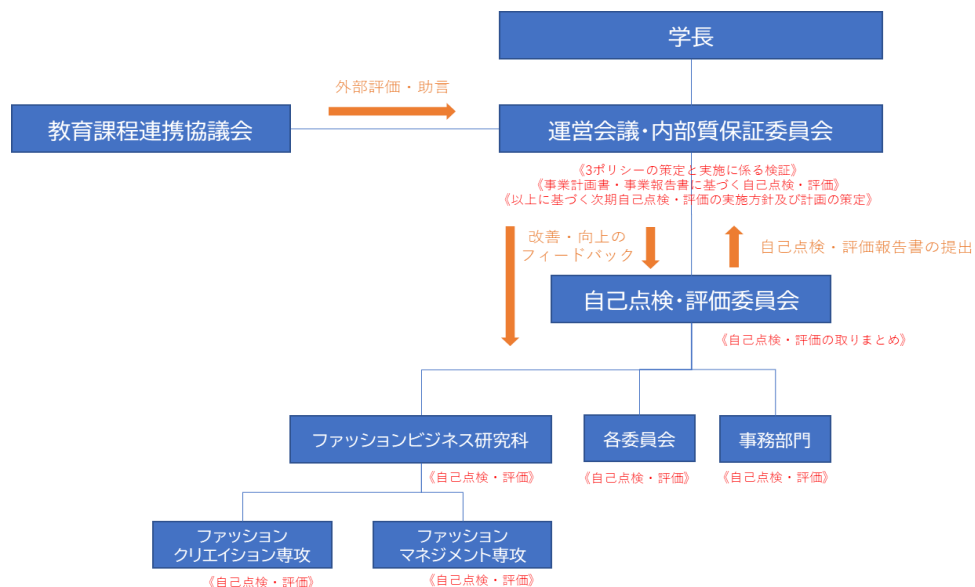 学長
外部評価・助言
教育課程連携協議会
運営会議・内部質保証委員会
《3ポリシーの策定と実施に係る検証》
《事業計画書・事業報告書に基づく自己点検・評価》
《以上に基づく次期自己点検・評価の実施方針及び計画の策定》
改善・向上の
フィードバック
自己点検・評価報告書の提出
自己点検・評価委員会
《自己点検・評価の取りまとめ》
ファッションビジネス研究科
各委員会
事務部門
《自己点検・評価》
《自己点検・評価》
《自己点検・評価》
ファッション
クリエイション専攻
ファッション
マネジメント専攻
《自己点検・評価》
《自己点検・評価》